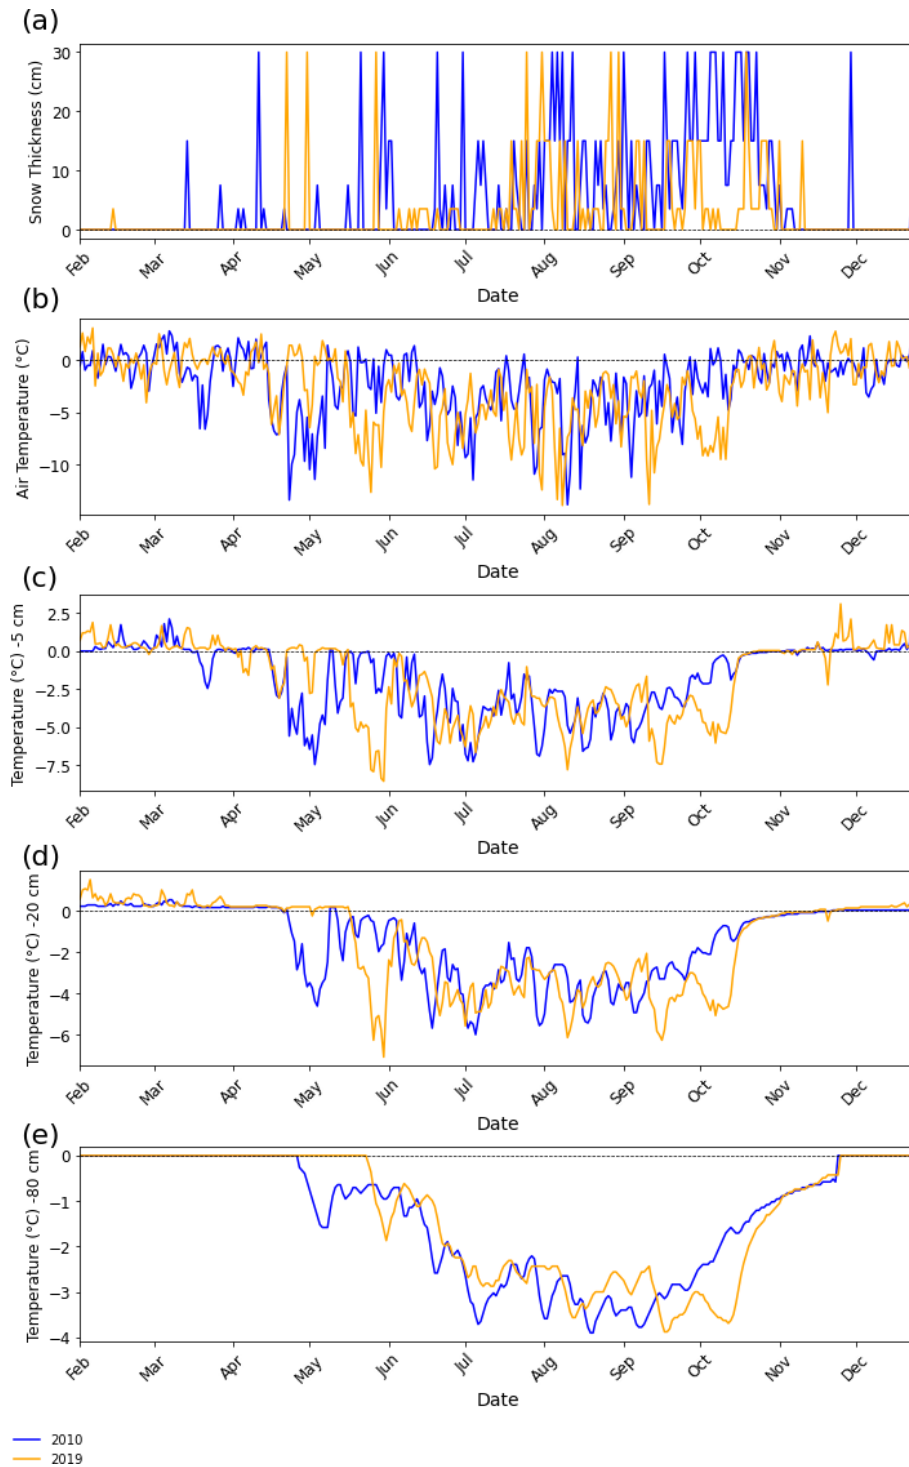 (a)
Snow Thickness (cm)
30
20
10
0
Feb Mar Apr May Jun Jul Aug Sep Oct Nov Dec
Date
(b)
Air Temperature (°C)
0
−5
−10
Feb Mar Apr May Jun Jul Aug Sep Oct Nov Dec
Date
(c)
Temperature (°C) -5 cm
2.5
0.0
−2.5
−5.0
−7.5
Feb Mar Apr May Jun Jul Aug Sep Oct Nov Dec
Date
(d)
Temperature (°C) -20 cm
0
−2
−4
−6
Feb Mar Apr May Jun Jul Aug Sep Oct Nov Dec
Date
(e)
Temperature (°C) -80 cm
0
−1
−2
−3
−4
Feb Mar Apr May Jun Jul Aug Sep Oct Nov Dec
Date
2010
2019